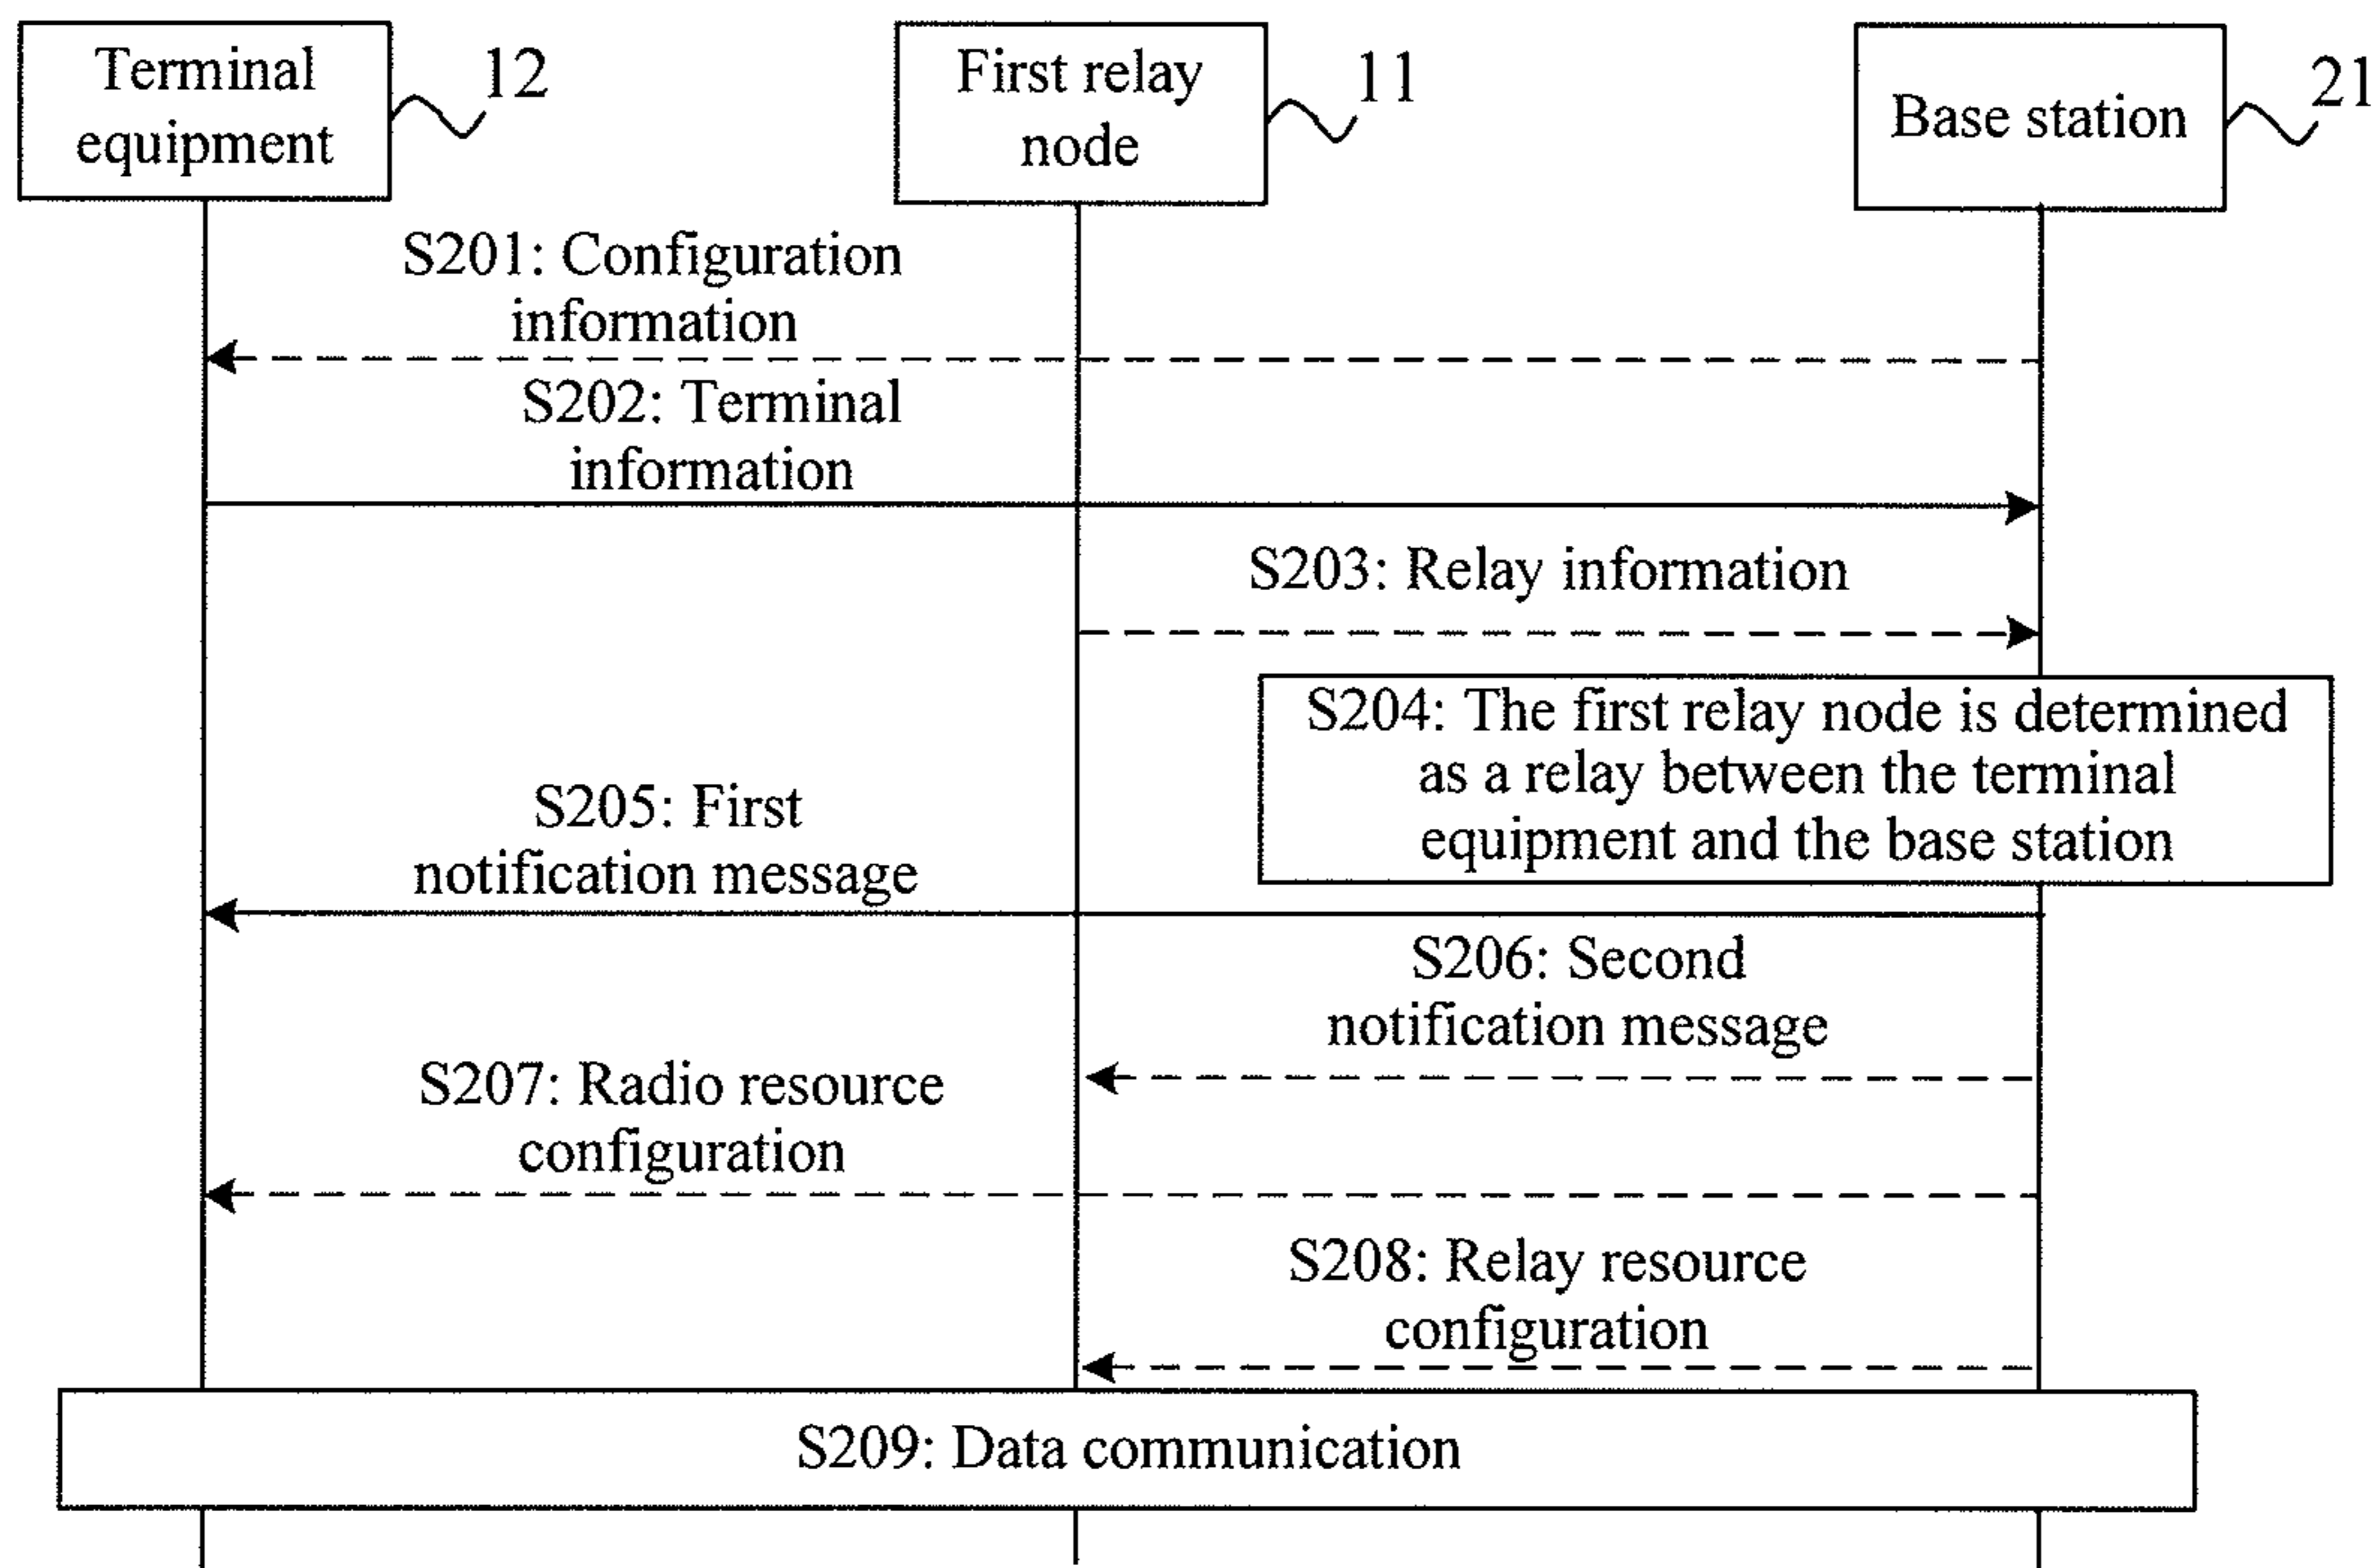 Terminal
equipment
12
First relay
node
11
Base station
21
S201: Configuration
information
S202: Terminal
information
S203: Relay information
S204: The first relay node is determined
as a relay between the terminal
equipment and the base station
S205: First
notification message
S206: Second
notification message
S207: Radio resource
configuration
S208: Relay resource
configuration
S209: Data communication